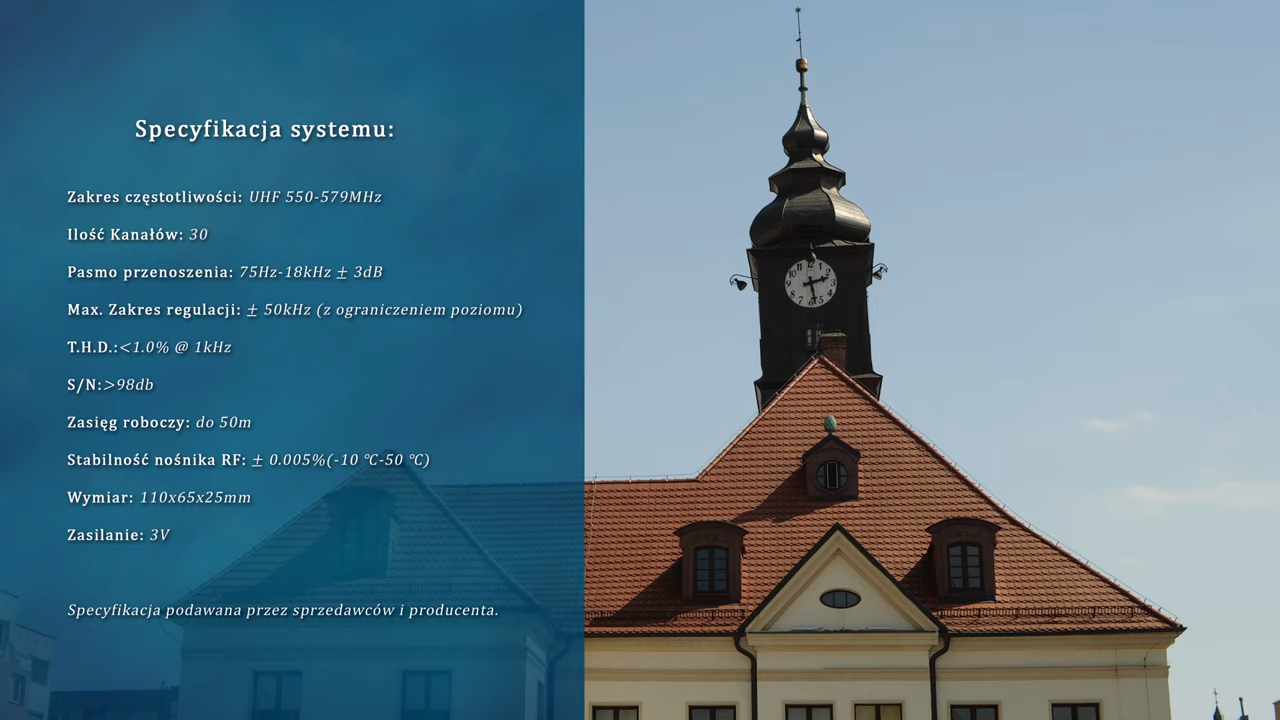 Specyfikacja systemu:
Zakres częstotliwości: UHF 550-579MHz
Ilość Kanałów: 30
Pasmo przenoszenia: 75Hz-18kHz ± 3dB
Max. Zakres regulacji: ± 50kHz (z ograniczeniem poziomu)
T.H.D.:<1.0% @ 1kHz
S/N:>98db
Zasięg roboczy: do 50m
Stabilność nośnika RF: ± 0.005%(-10 ℃-50 ℃)
Wymiar: 110x65x25mm
Zasilanie: 3V
Specyfikacja podawana przez sprzedawców i producenta.